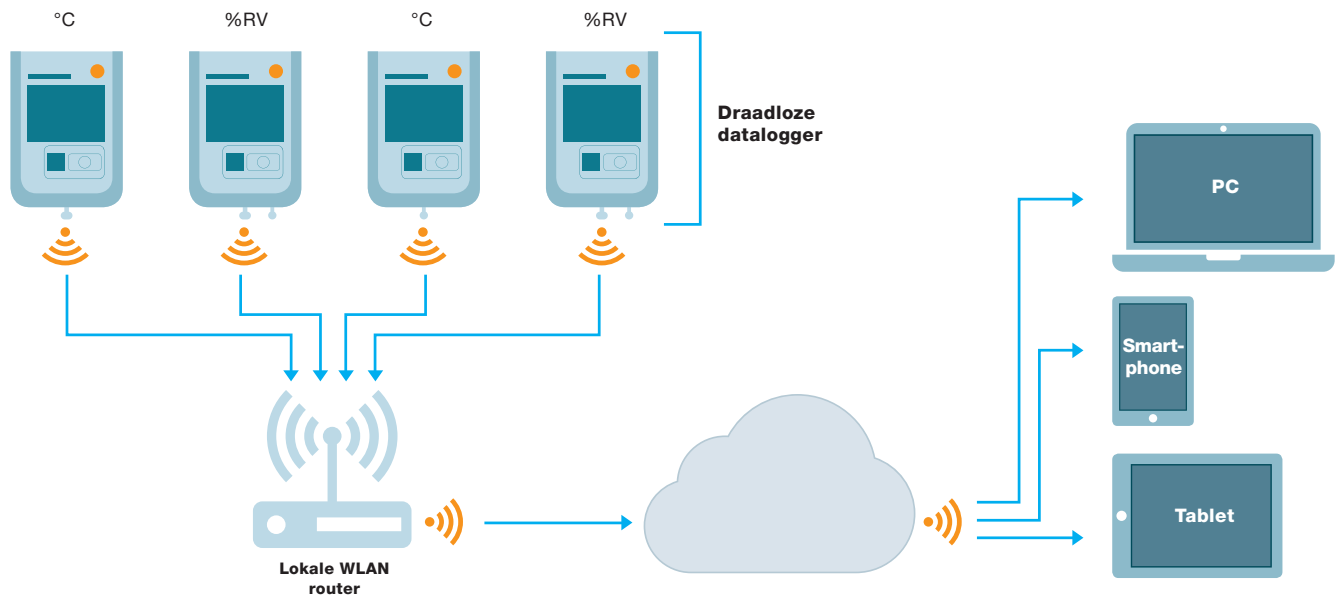 °C
%RV
°C
%RV
Draadloze
datalogger
PC
Smart-
phone
Tablet
Lokale WLAN
router